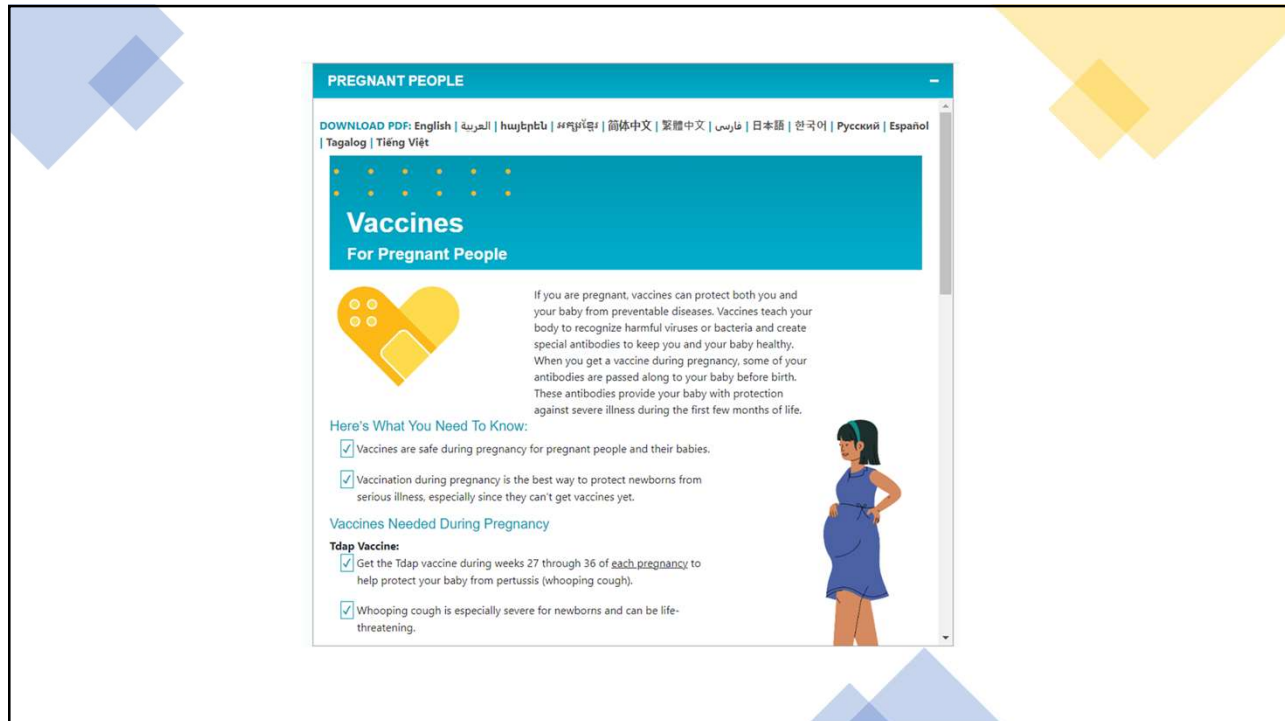 PREGNANT PEOPLE
DOWNLOAD PDF: English | العربية | հայերեն | អក្សរខ្មែរ | 简体中文 | 繁體中文 | فارسی | 日本語 | 한국어 | Русский | Español
| Tagalog | Tiếng Việt
Vaccines
For Pregnant People
If you are pregnant, vaccines can protect both you and
your baby from preventable diseases. Vaccines teach your
body to recognize harmful viruses or bacteria and create
special antibodies to keep you and your baby healthy.
When you get a vaccine during pregnancy, some of your
antibodies are passed along to your baby before birth.
These antibodies provide your baby with protection
against severe illness during the first few months of life.
Here's What You Need To Know:
Vaccines are safe during pregnancy for pregnant people and their babies.
Vaccination during pregnancy is the best way to protect newborns from
serious illness, especially since they can't get vaccines yet.
Vaccines Needed During Pregnancy
Tdap Vaccine:
Get the Tdap vaccine during weeks 27 through 36 of each pregnancy to
help protect your baby from pertussis (whooping cough).
Whooping cough is especially severe for newborns and can be life-
threatening.